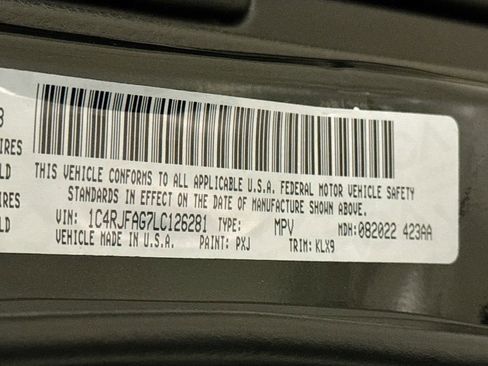 8
IRES
LD
IRES
LD
THIS VEHICLE CONFORMS TO ALL APPLICABLE U.S.A. FEDERAL MOTOR VEHICLE SAFETY
STANDARDS IN EFFECT ON THE DATE OF MANUFACTURE SHOWN ABOVE.
VIN: 1C4RJFAG7LC126281 TYPE: MPV MDH: 082022 423AA
VEHICLE MADE IN U.S.A. PAINT: PXJ TRIM: KLX9